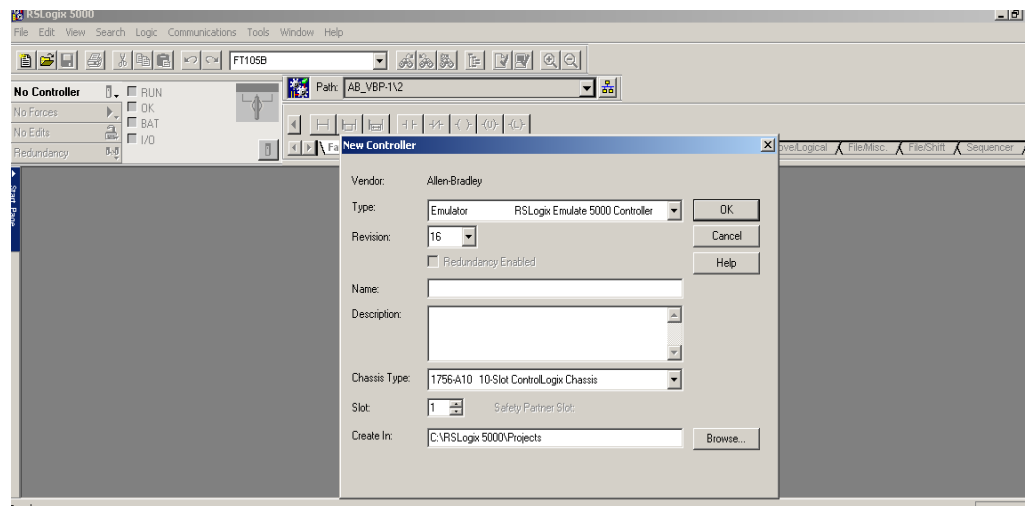 RSLogix 5000
File Edit View Search Logic Communications Tools Window Help
FT105B
No Controller RUN Path: AB_VBP-1\2
No Forces OK
No Edits BAT
I/O
Redundancy
Fa ove/Logical File/Misc. File/Shift Sequencer
Start Page
New Controller
Vendor: Allen-Bradley
Type: Emulator RSLogix Emulate 5000 Controller OK
Revision: 16 Cancel
Redundancy Enabled Help
Name:
Description:
Chassis Type: 1756-A10 10-Slot ControlLogix Chassis
Slot: 1 Safety Partner Slot:
Create In: C:\RSLogix 5000\Projects Browse...